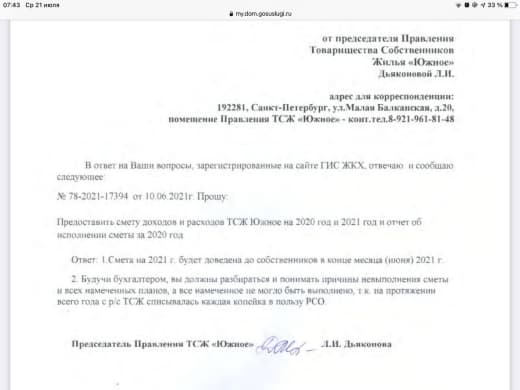 07:43 Ср 21 июля
33 %
my.dom.gosuslugi.ru
от председателя Правления
Товарищества Собственников
Жилья «Южное»
Дьяконовой Л.И.
адрес для корреспонденции:
192281, Санкт-Петербург, ул.Малая Балканская, д.20,
помещение Правления ТСЖ «Южное» - конт.тел.8-921-961-81-48
В ответ на Ваши вопросы, зарегистрированные на сайте ГИС ЖКХ, отвечаю и сообщаю
следующее:
№ 78-2021-17394 от 10.06.2021г. Прошу:
Предоставить смету доходов и расходов ТСЖ Южное на 2020 год и 2021 год и отчет об
исполнении сметы за 2020 год
Ответ: 1.Смета на 2021 г. будет доведена до собственников в конце месяца (июня) 2021 г.
2. Будучи бухгалтером, вы должны разбираться и понимать причины невыполнения сметы
и всех намеченных планов, а все намеченное не могло быть выполнено, т.к. на протяжении
всего года с р/с ТСЖ списывалась каждая копейка в пользу РСО.
Председатель Правления ТСЖ «Южное» Л.И. Дьяконова